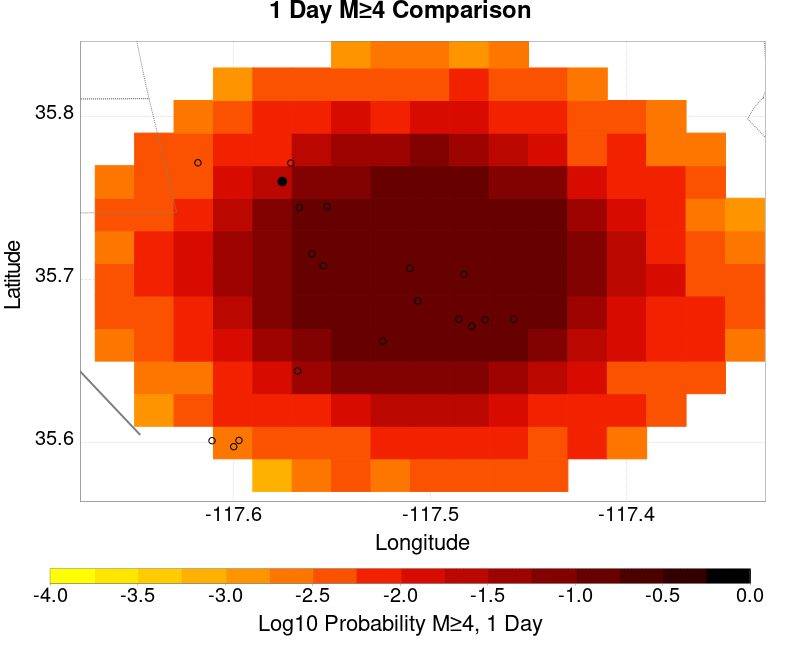 1 Day M≥4 Comparison
35.8
35.7
35.6
Latitude
-117.6 -117.5 -117.4
Longitude
-4.0 -3.5 -3.0 -2.5 -2.0 -1.5 -1.0 -0.5 0.0
Log10 Probability M≥4, 1 Day